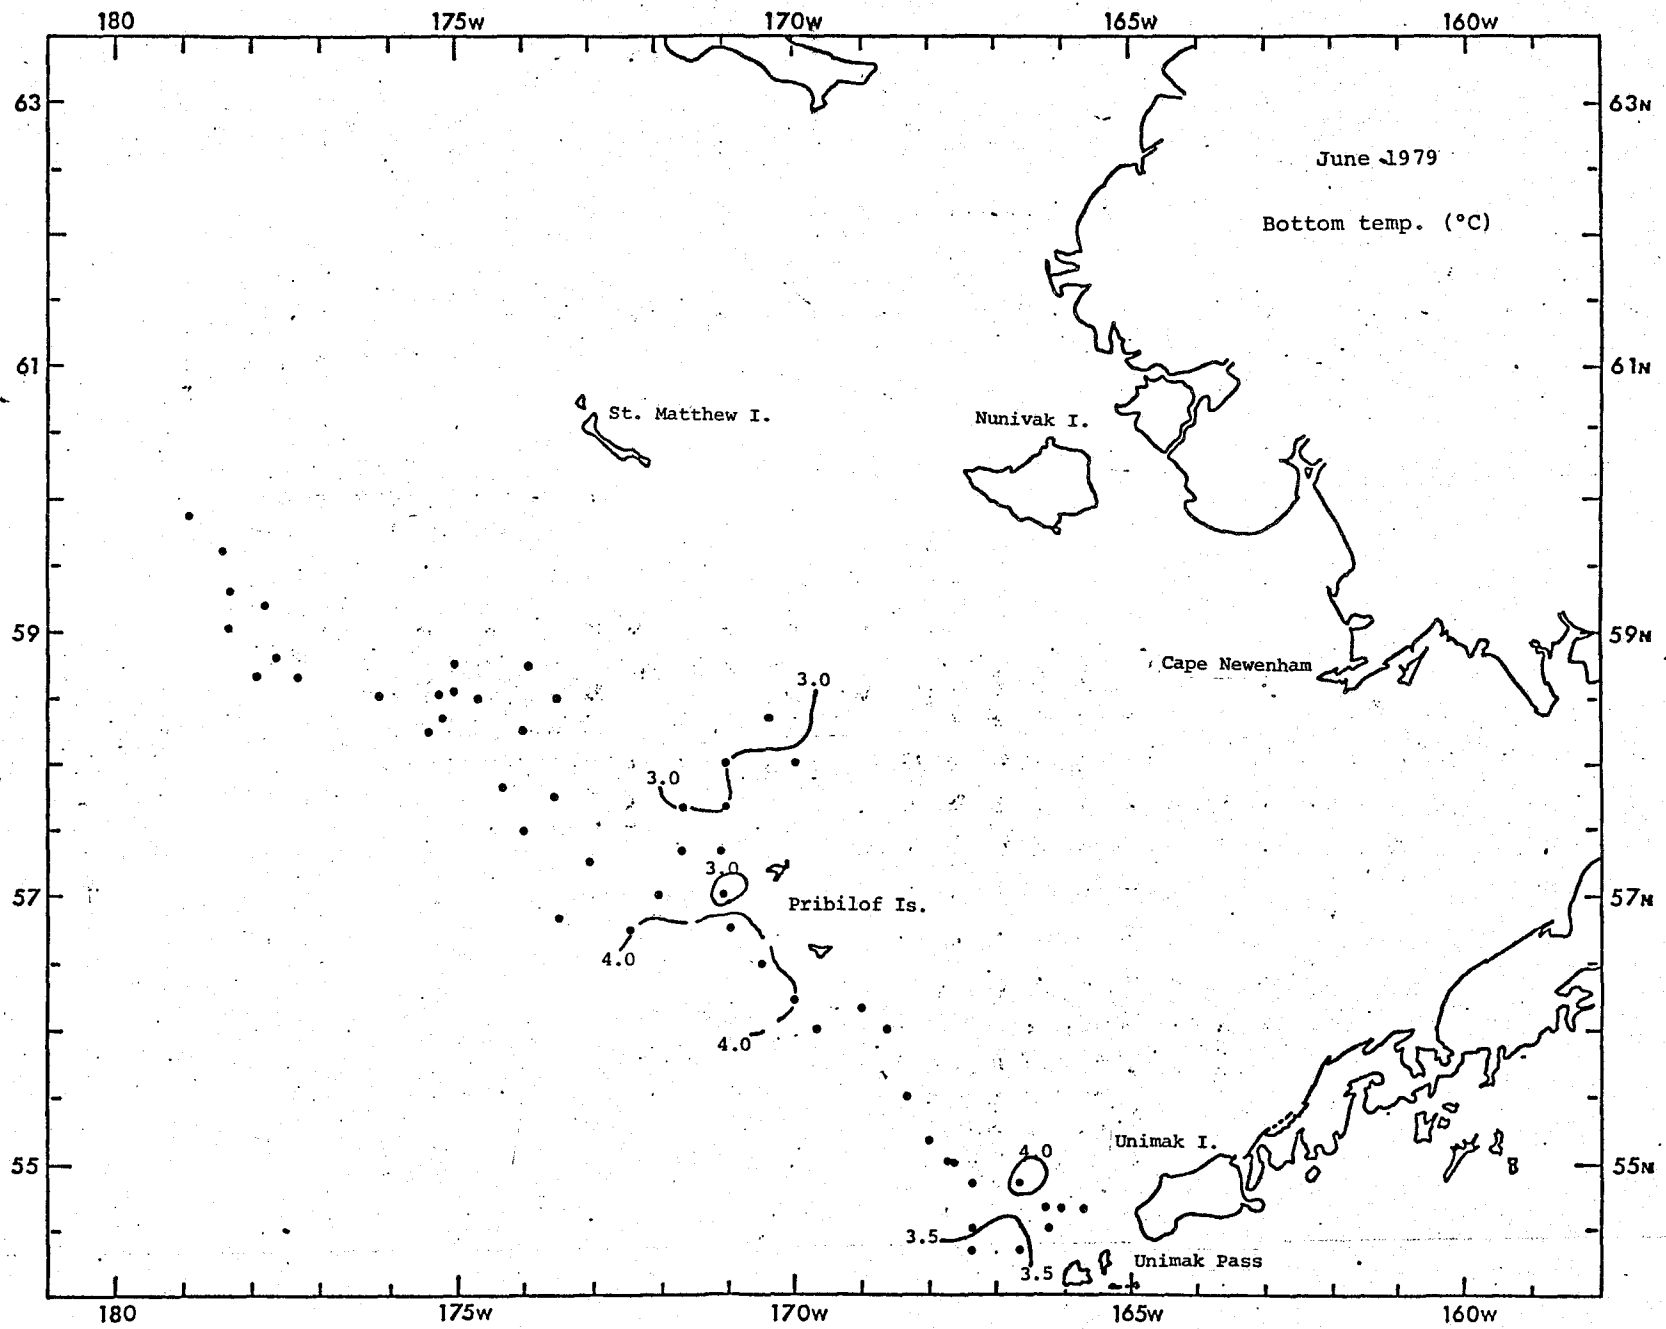 180 175W 170W 165W 160W
63 63N
June 1979
Bottom temp. (°C)
61 61N
St. Matthew I.
Nunivak I.
59 59N
Cape Newenham
3.0
3.0
3.0
57 57N
Pribilof Is.
4.0
4.0
Unimak I.
4.0
55 55N
3.5
Unimak Pass
3.5
180 175W 170W 165W 160W